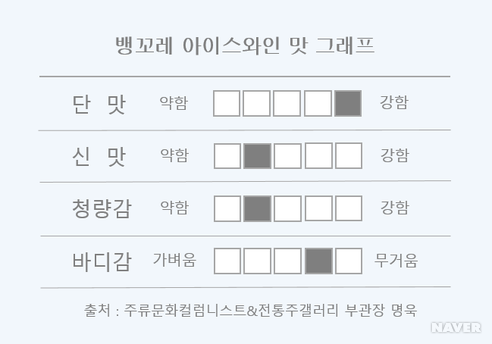 뱅꼬레 아이스와인 맛 그래프
단 맛 약함 강함
신 맛 약함 강함
청량감 약함 강함
바디감 가벼움 무거움
출처 : 주류문화컬럼니스트&전통주갤러리 부관장 명욱
NAVER